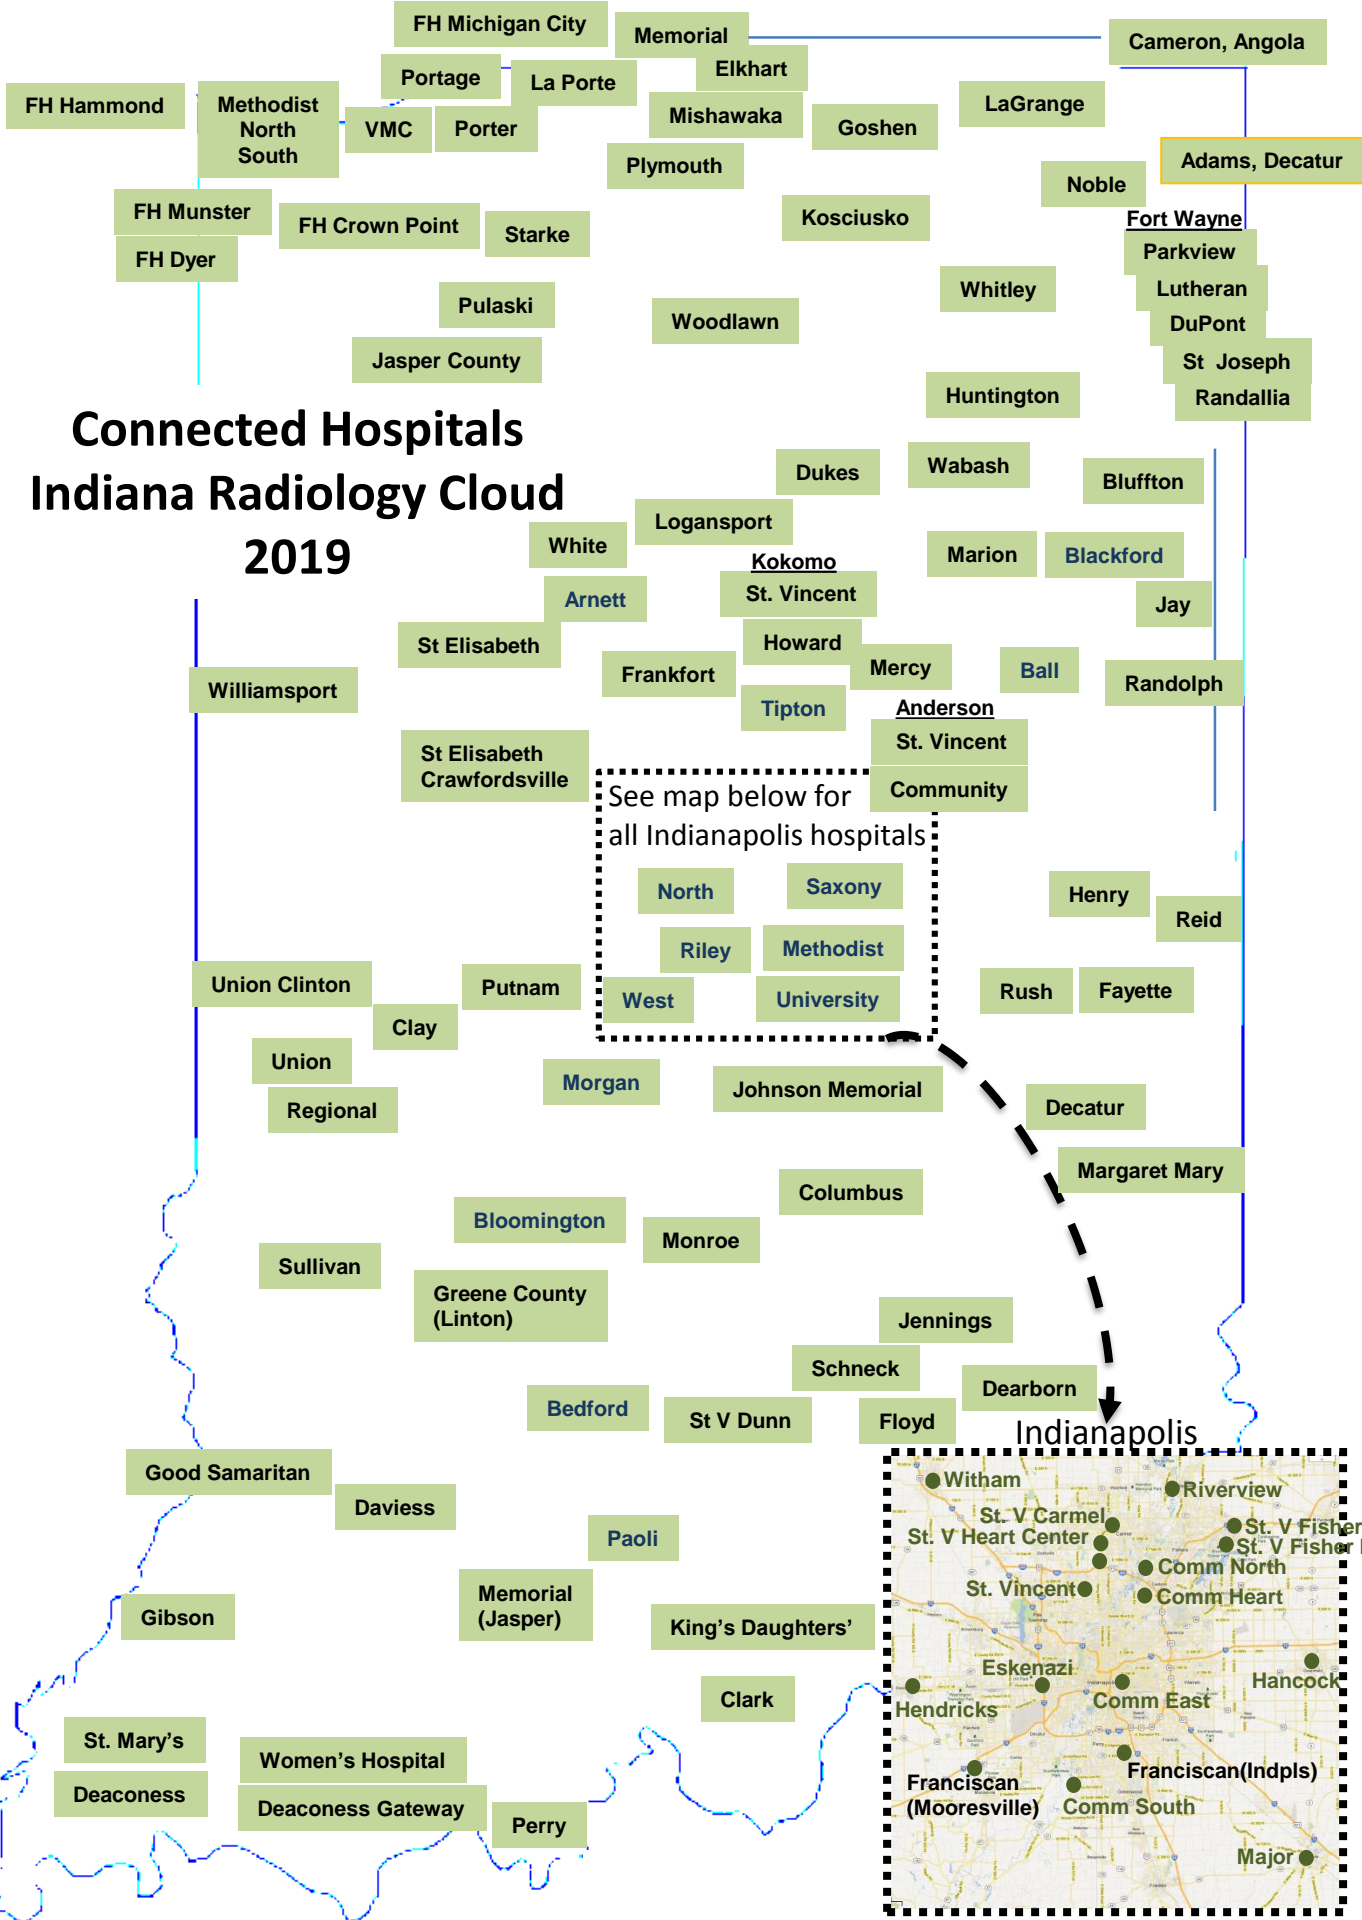 FH Michigan City
Memorial
Cameron, Angola
Portage
La Porte
Elkhart
FH Hammond
Methodist
North
South
VMC
Porter
Mishawaka
Goshen
LaGrange
Plymouth
Adams, Decatur
Noble
FH Munster
FH Crown Point
Starke
Kosciusko
Fort Wayne
Parkview
FH Dyer
Whitley
Lutheran
Pulaski
Woodlawn
DuPont
Jasper County
St Joseph
Huntington
Randallia
Connected Hospitals
Indiana Radiology Cloud
2019
Dukes
Wabash
Bluffton
Logansport
White
Marion
Blackford
Kokomo
St. Vincent
Arnett
Jay
St Elisabeth
Howard
Frankfort
Mercy
Ball
Randolph
Williamsport
Tipton
Anderson
St. Vincent
St Elisabeth
Crawfordsville
Community
See map below for
all Indianapolis hospitals
North
Saxony
Henry
Reid
Riley
Methodist
Union Clinton
Putnam
West
University
Rush
Fayette
Clay
Union
Morgan
Johnson Memorial
Regional
Decatur
Margaret Mary
Columbus
Bloomington
Monroe
Sullivan
Greene County
(Linton)
Jennings
Schneck
Dearborn
Bedford
St V Dunn
Floyd
Indianapolis
Good Samaritan
Daviess
Paoli
Memorial
(Jasper)
Gibson
King's Daughters'
Clark
St. Mary's
Women's Hospital
Deaconess
Deaconess Gateway
Perry
Witham
Riverview
St. V Carmel
St. V Fisher
St. V Heart Center
St. V Fisher
Comm North
St. Vincent
Comm Heart
Eskenazi
Hancock
Hendricks
Comm East
Franciscan(Indpls)
Franciscan
(Mooresville)
Comm South
Major